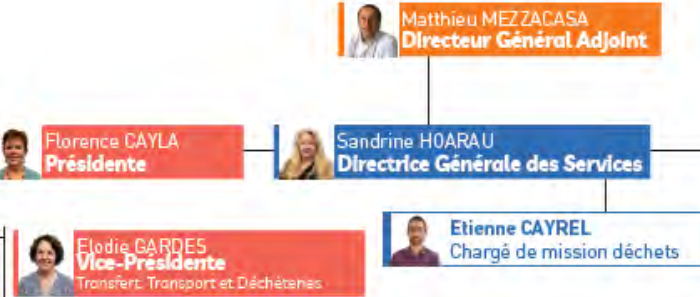 Matthieu MEZZACASA
Directeur Général Adjoint
Florence CAYLA
Présidente
Sandrine HOARAU
Directrice Générale des Services
Etienne CAYREL
Chargé de mission déchets
Elodie GARDES
Vice-Présidente
Transfert, Transport et Déchèteries